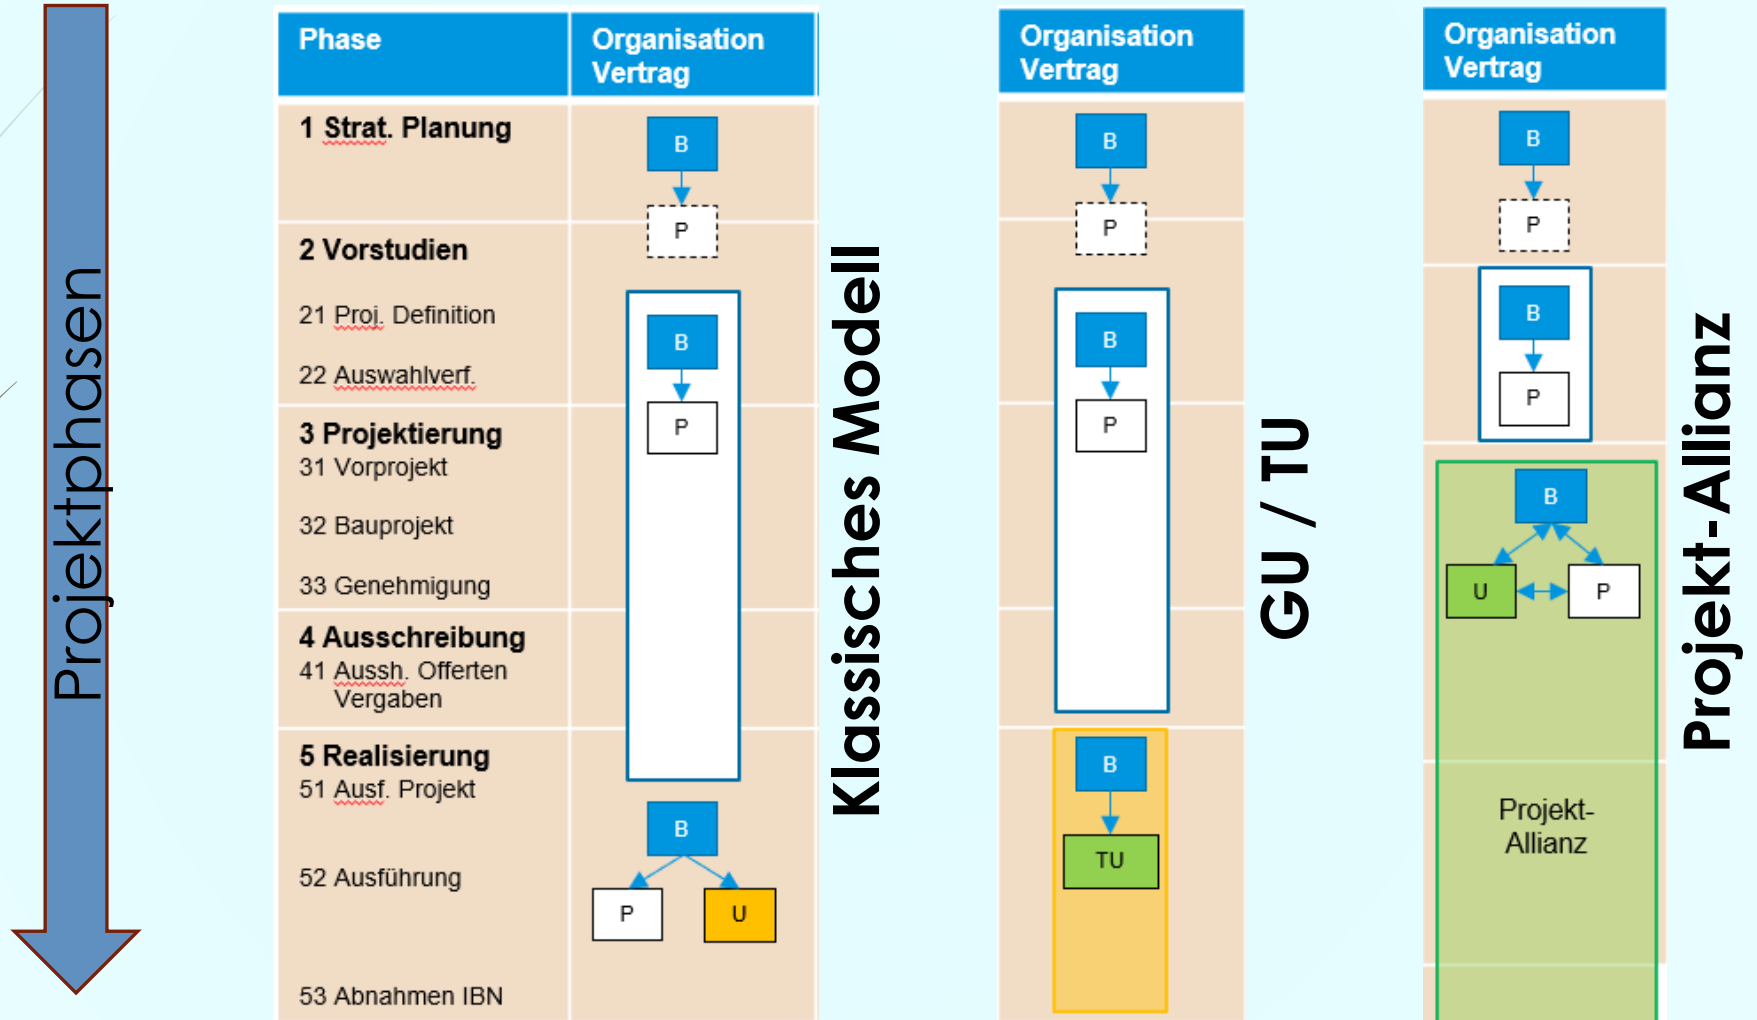 Projektphasen
Phase
Organisation
Vertrag
1 Strat. Planung
B
P
2 Vorstudien
21 Proj. Definition
22 Auswahlverf.
B
P
3 Projektierung
31 Vorprojekt
32 Bauprojekt
33 Genehmigung
4 Ausschreibung
41 Aussh. Offerten
Vergaben
5 Realisierung
51 Ausf. Projekt
B
52 Ausführung
P
U
53 Abnahmen IBN
Klassisches Modell
Organisation
Vertrag
B
P
B
P
B
TU
GU / TU
Organisation
Vertrag
B
P
B
P
B
U
P
Projekt-
Allianz
Projekt-Allianz